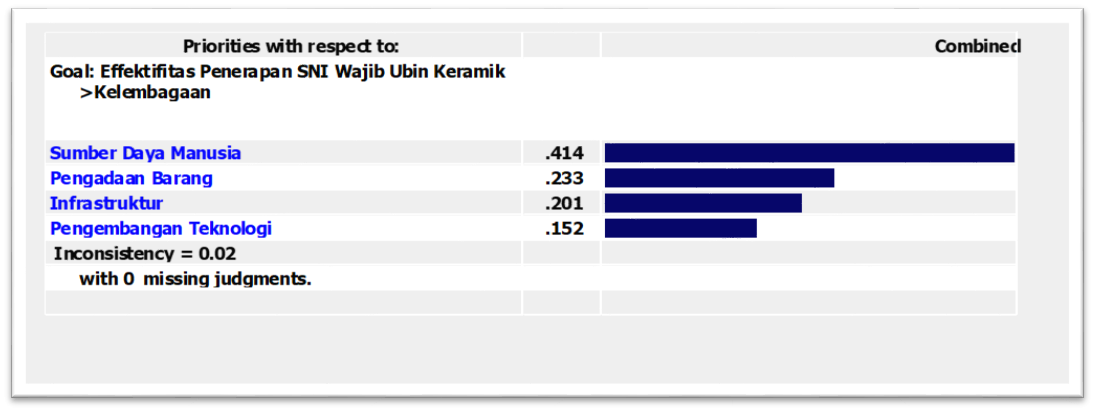 Priorities with respect to: Combined
Goal: Effektifitas Penerapan SNI Wajib Ubin Keramik
>Kelembagaan
Sumber Daya Manusia .414
Pengadaan Barang .233
Infrastruktur .201
Pengembangan Teknologi .152
Inconsistency = 0.02
with 0 missing judgments.